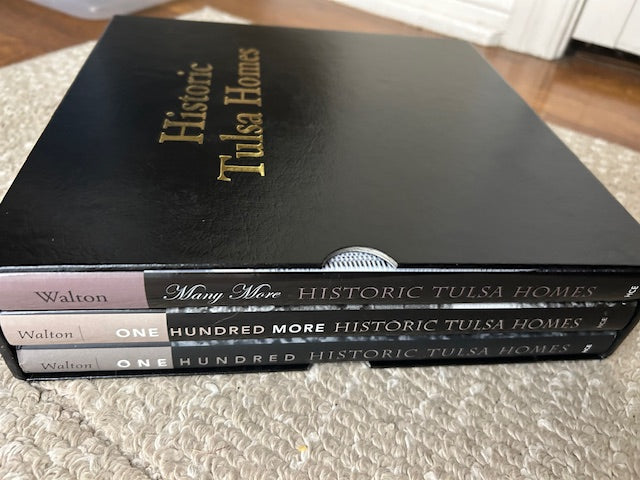 Historic
Tulsa Homes
Walton Many More HISTORIC TULSA HOMES
Walton ONE HUNDRED MORE HISTORIC TULSA HOMES
Walton ONE HUNDRED HISTORIC TULSA HOMES